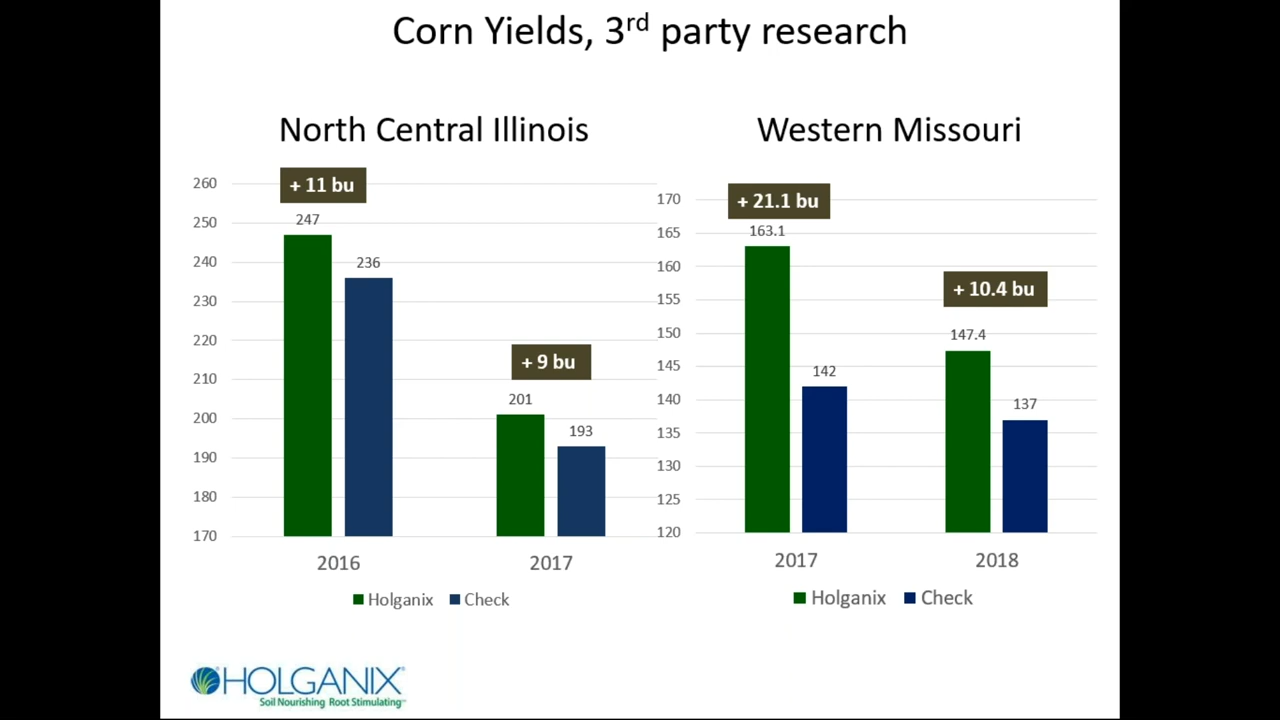 Corn Yields, 3rd party research
North Central Illinois
260
250
240
230
220
210
200
190
180
170
+ 11 bu
247
236
+ 9 bu
201
193
2016
2017
Holganix
Check
Western Missouri
170
165
160
155
150
145
140
135
130
125
120
+ 21.1 bu
163.1
142
+ 10.4 bu
147.4
137
2017
2018
Holganix
Check
HOLGANIX
Soil Nourishing Root Stimulating™